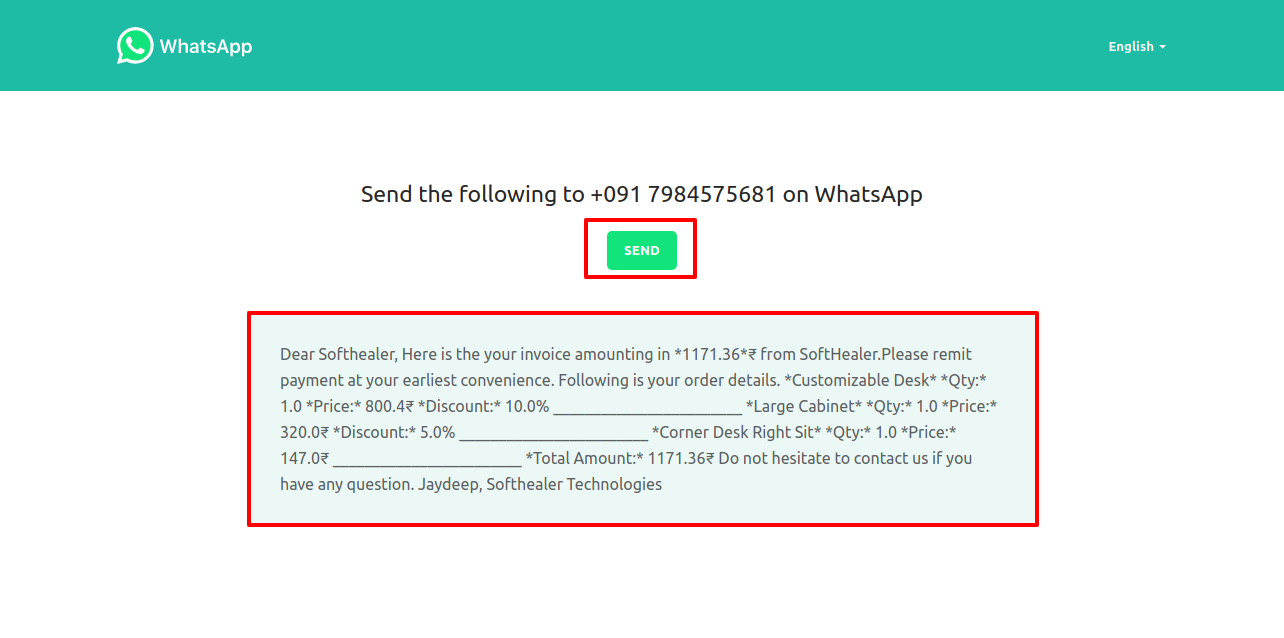 WhatsApp
English
Send the following to +091 7984575681 on WhatsApp
SEND
Dear Softhealer, Here is the your invoice amounting in *1171.36*₹ from SoftHealer.Please remit
payment at your earliest convenience. Following is your order details. *Customizable Desk* *Qty:*
1.0 *Price:* 800.4₹ *Discount:* 10.0% ________________________ *Large Cabinet* *Qty:* 1.0 *Price:*
320.0₹ *Discount:* 5.0% ________________________ *Corner Desk Right Sit* *Qty:* 1.0 *Price:*
147.0₹ ________________________ *Total Amount:* 1171.36₹ Do not hesitate to contact us if you
have any question. Jaydeep, Softhealer Technologies